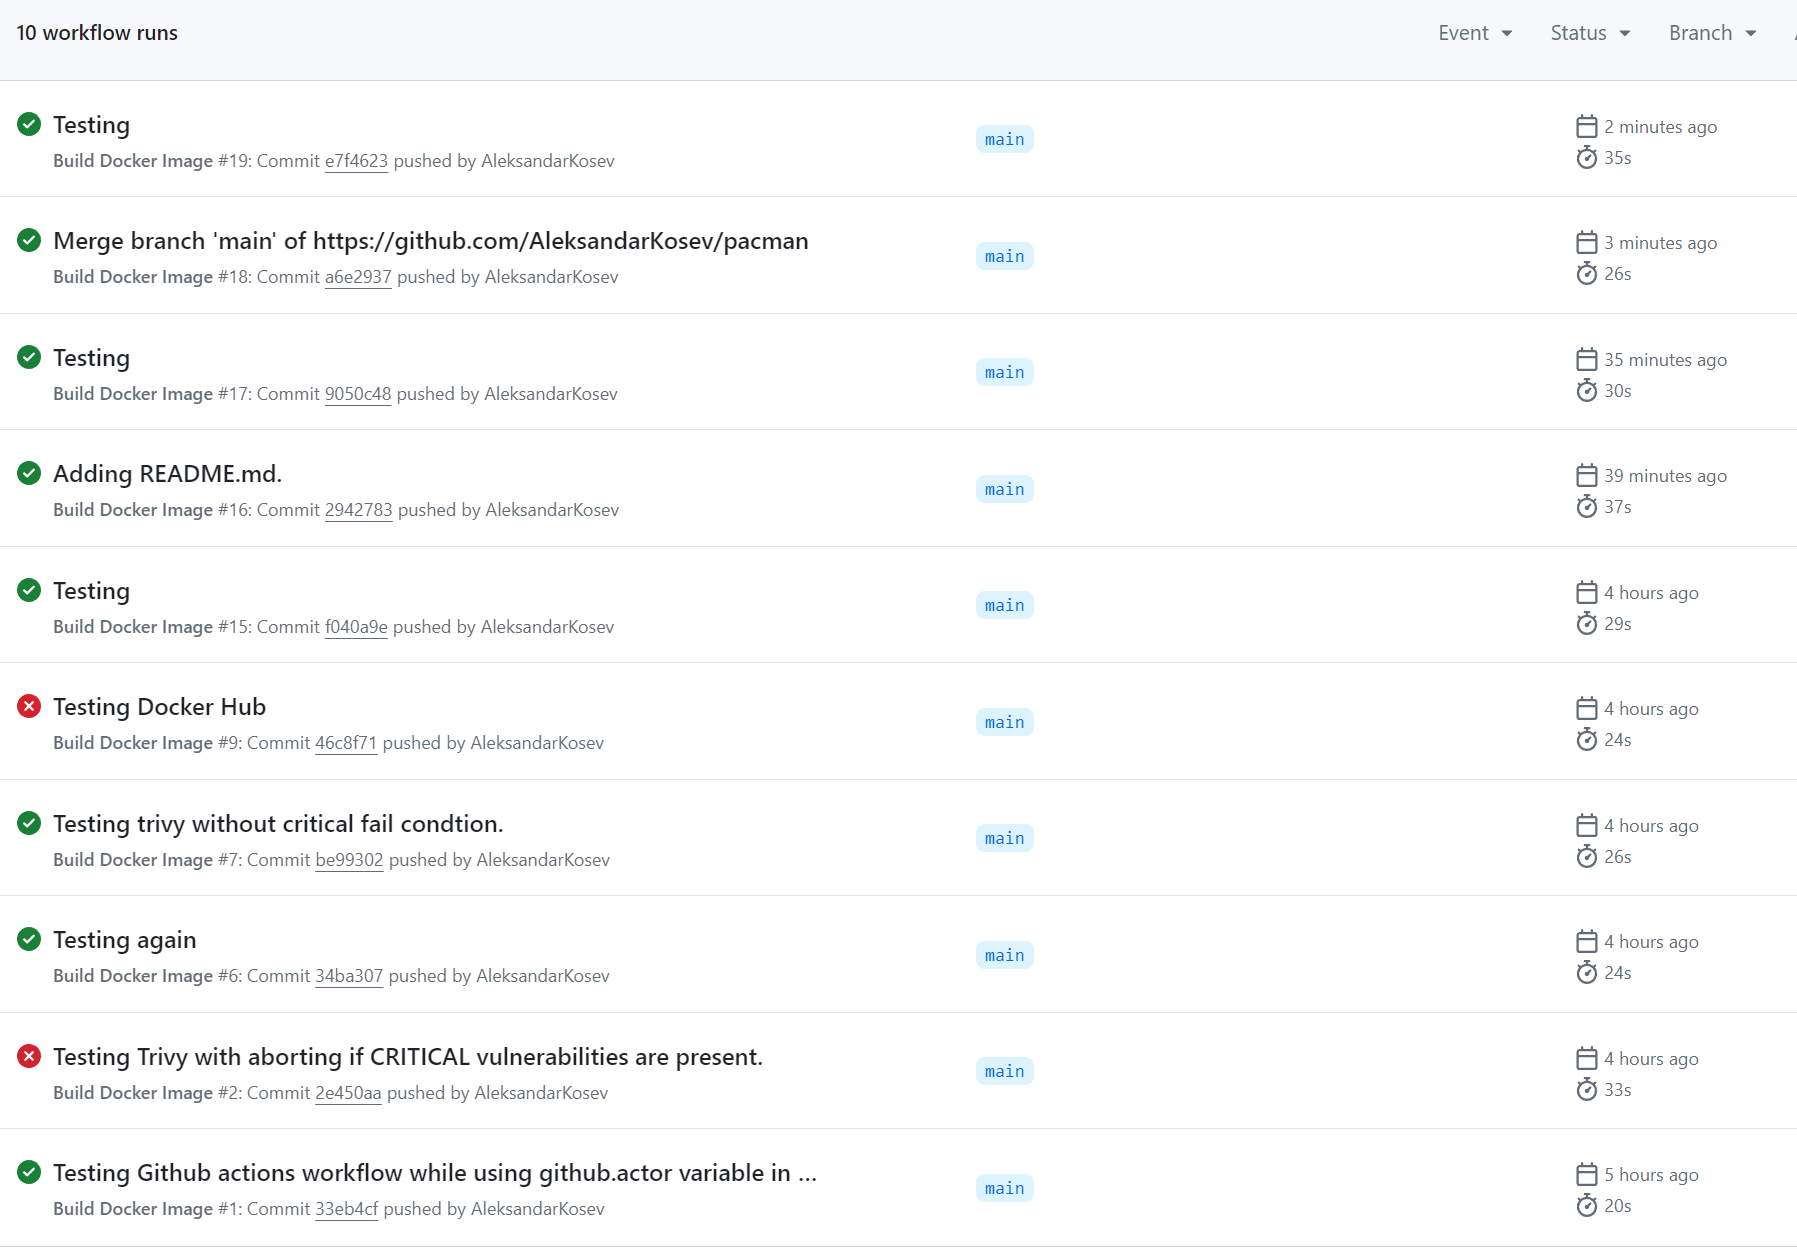 10 workflow runs Event Status Branch
Testing
Build Docker Image #19: Commit e7f4623 pushed by AleksandarKosev
main
2 minutes ago
35s
Merge branch 'main' of https://github.com/AleksandarKosev/pacman
Build Docker Image #18: Commit a6e2937 pushed by AleksandarKosev
main
3 minutes ago
26s
Testing
Build Docker Image #17: Commit 9050c48 pushed by AleksandarKosev
main
35 minutes ago
30s
Adding README.md.
Build Docker Image #16: Commit 2942783 pushed by AleksandarKosev
main
39 minutes ago
37s
Testing
Build Docker Image #15: Commit f040a9e pushed by AleksandarKosev
main
4 hours ago
29s
Testing Docker Hub
Build Docker Image #9: Commit 46c8f71 pushed by AleksandarKosev
main
4 hours ago
24s
Testing trivy without critical fail condtion.
Build Docker Image #7: Commit be99302 pushed by AleksandarKosev
main
4 hours ago
26s
Testing again
Build Docker Image #6: Commit 34ba307 pushed by AleksandarKosev
main
4 hours ago
24s
Testing Trivy with aborting if CRITICAL vulnerabilities are present.
Build Docker Image #2: Commit 2e450aa pushed by AleksandarKosev
main
4 hours ago
33s
Testing Github actions workflow while using github.actor variable in ...
Build Docker Image #1: Commit 33eb4cf pushed by AleksandarKosev
main
5 hours ago
20s